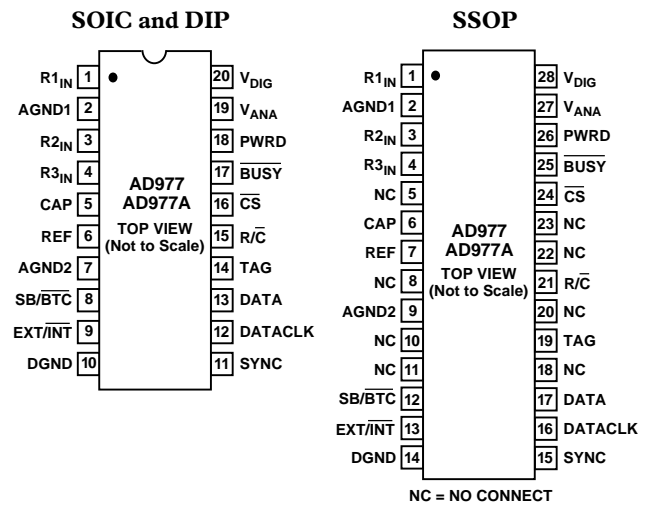 SOIC and DIP
R1IN 1
AGND1 2
R2IN 3
R3IN 4
CAP 5
REF 6
AGND2 7
SB/BTC 8
EXT/INT 9
DGND 10
AD977
AD977A
TOP VIEW
(Not to Scale)
20 VDIG
19 VANA
18 PWRD
17 BUSY
16 CS
15 R/C
14 TAG
13 DATA
12 DATACLK
11 SYNC
SSOP
R1IN 1
AGND1 2
R2IN 3
R3IN 4
NC 5
CAP 6
REF 7
NC 8
AGND2 9
NC 10
NC 11
SB/BTC 12
EXT/INT 13
DGND 14
AD977
AD977A
TOP VIEW
(Not to Scale)
28 VDIG
27 VANA
26 PWRD
25 BUSY
24 CS
23 NC
22 NC
21 R/C
20 NC
19 TAG
18 NC
17 DATA
16 DATACLK
15 SYNC
NC = NO CONNECT